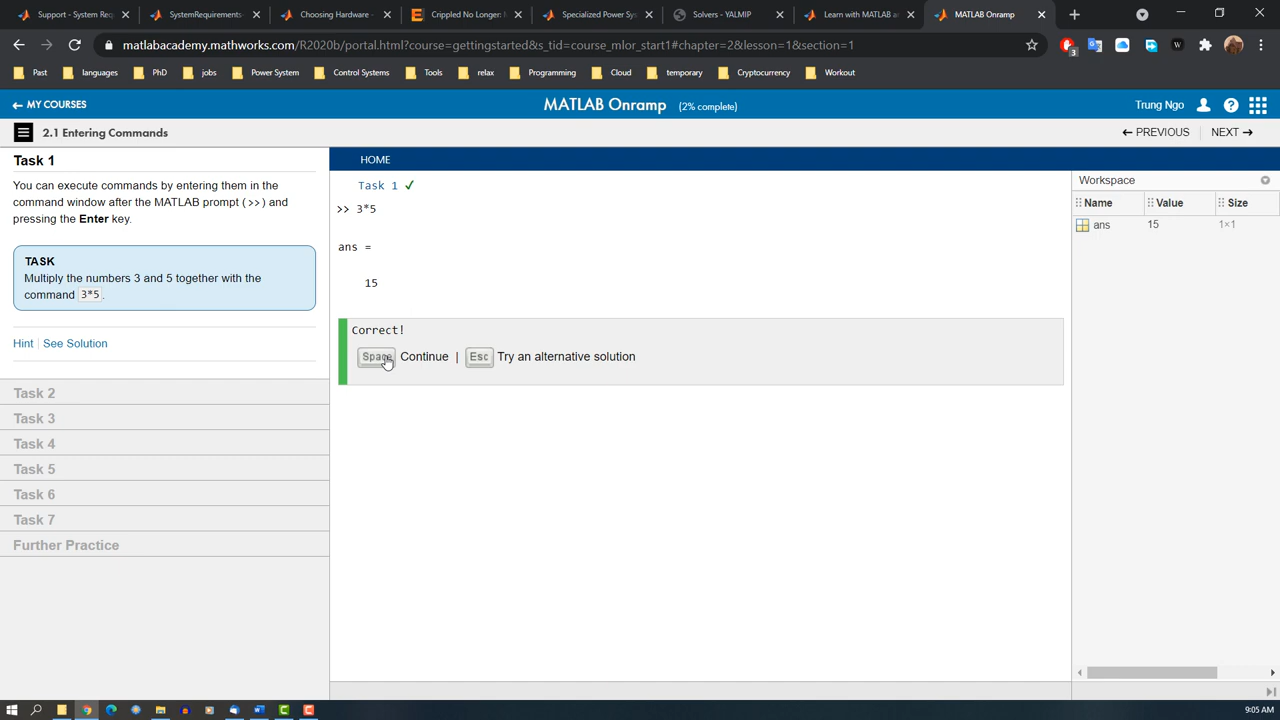 Support - System Req
SystemRequirements-
Choosing Hardware -
Crippled No Longer: M
Specialized Power Sys
Solvers - YALMIP
Learn with MATLAB an
MATLAB Onramp
matlabacademy.mathworks.com/R2020b/portal.html?course=gettingstarted&s_tid=course_mlor_start1#chapter=2&lesson=1&section=1
3
W
Past
languages
PhD
jobs
Power System
Control Systems
Tools
relax
Programming
Cloud
temporary
Cryptocurrency
Workout
MY COURSES
MATLAB Onramp (2% complete)
Trung Ngo
2.1 Entering Commands
PREVIOUS
NEXT
Task 1
You can execute commands by entering them in the
command window after the MATLAB prompt (>>) and
pressing the Enter key.
TASK
Multiply the numbers 3 and 5 together with the
command 3*5.
Hint | See Solution
Task 2
Task 3
Task 4
Task 5
Task 6
Task 7
Further Practice
HOME
Task 1 ✓
>> 3*5
ans =
15
Correct!
Space Continue | Esc Try an alternative solution
Workspace
Name Value Size
ans 15 1×1
9:05 AM